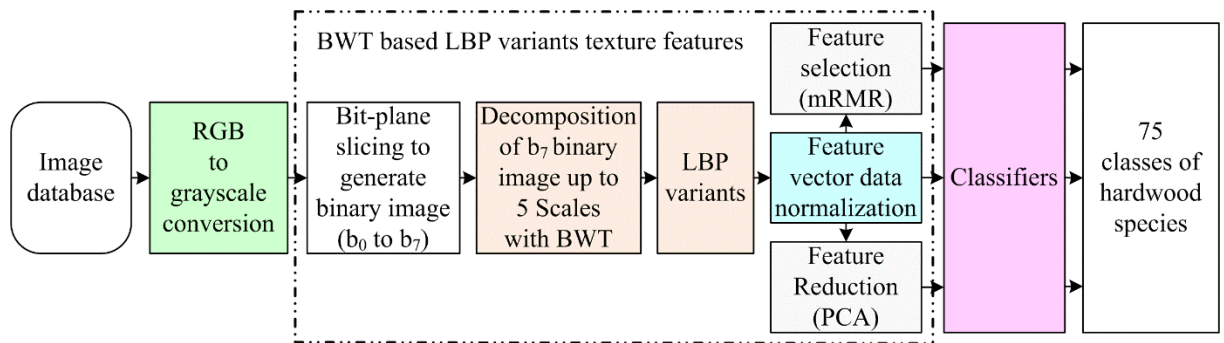 BWT based LBP variants texture features
Image
database
RGB
to
grayscale
conversion
Bit-plane
slicing to
generate
binary image
(b₀ to b₇)
Decomposition
of b₇ binary
image up to
5 Scales
with BWT
LBP
variants
Feature
selection
(mRMR)
Feature
vector data
normalization
Feature
Reduction
(PCA)
Classifiers
75
classes of
hardwood
species